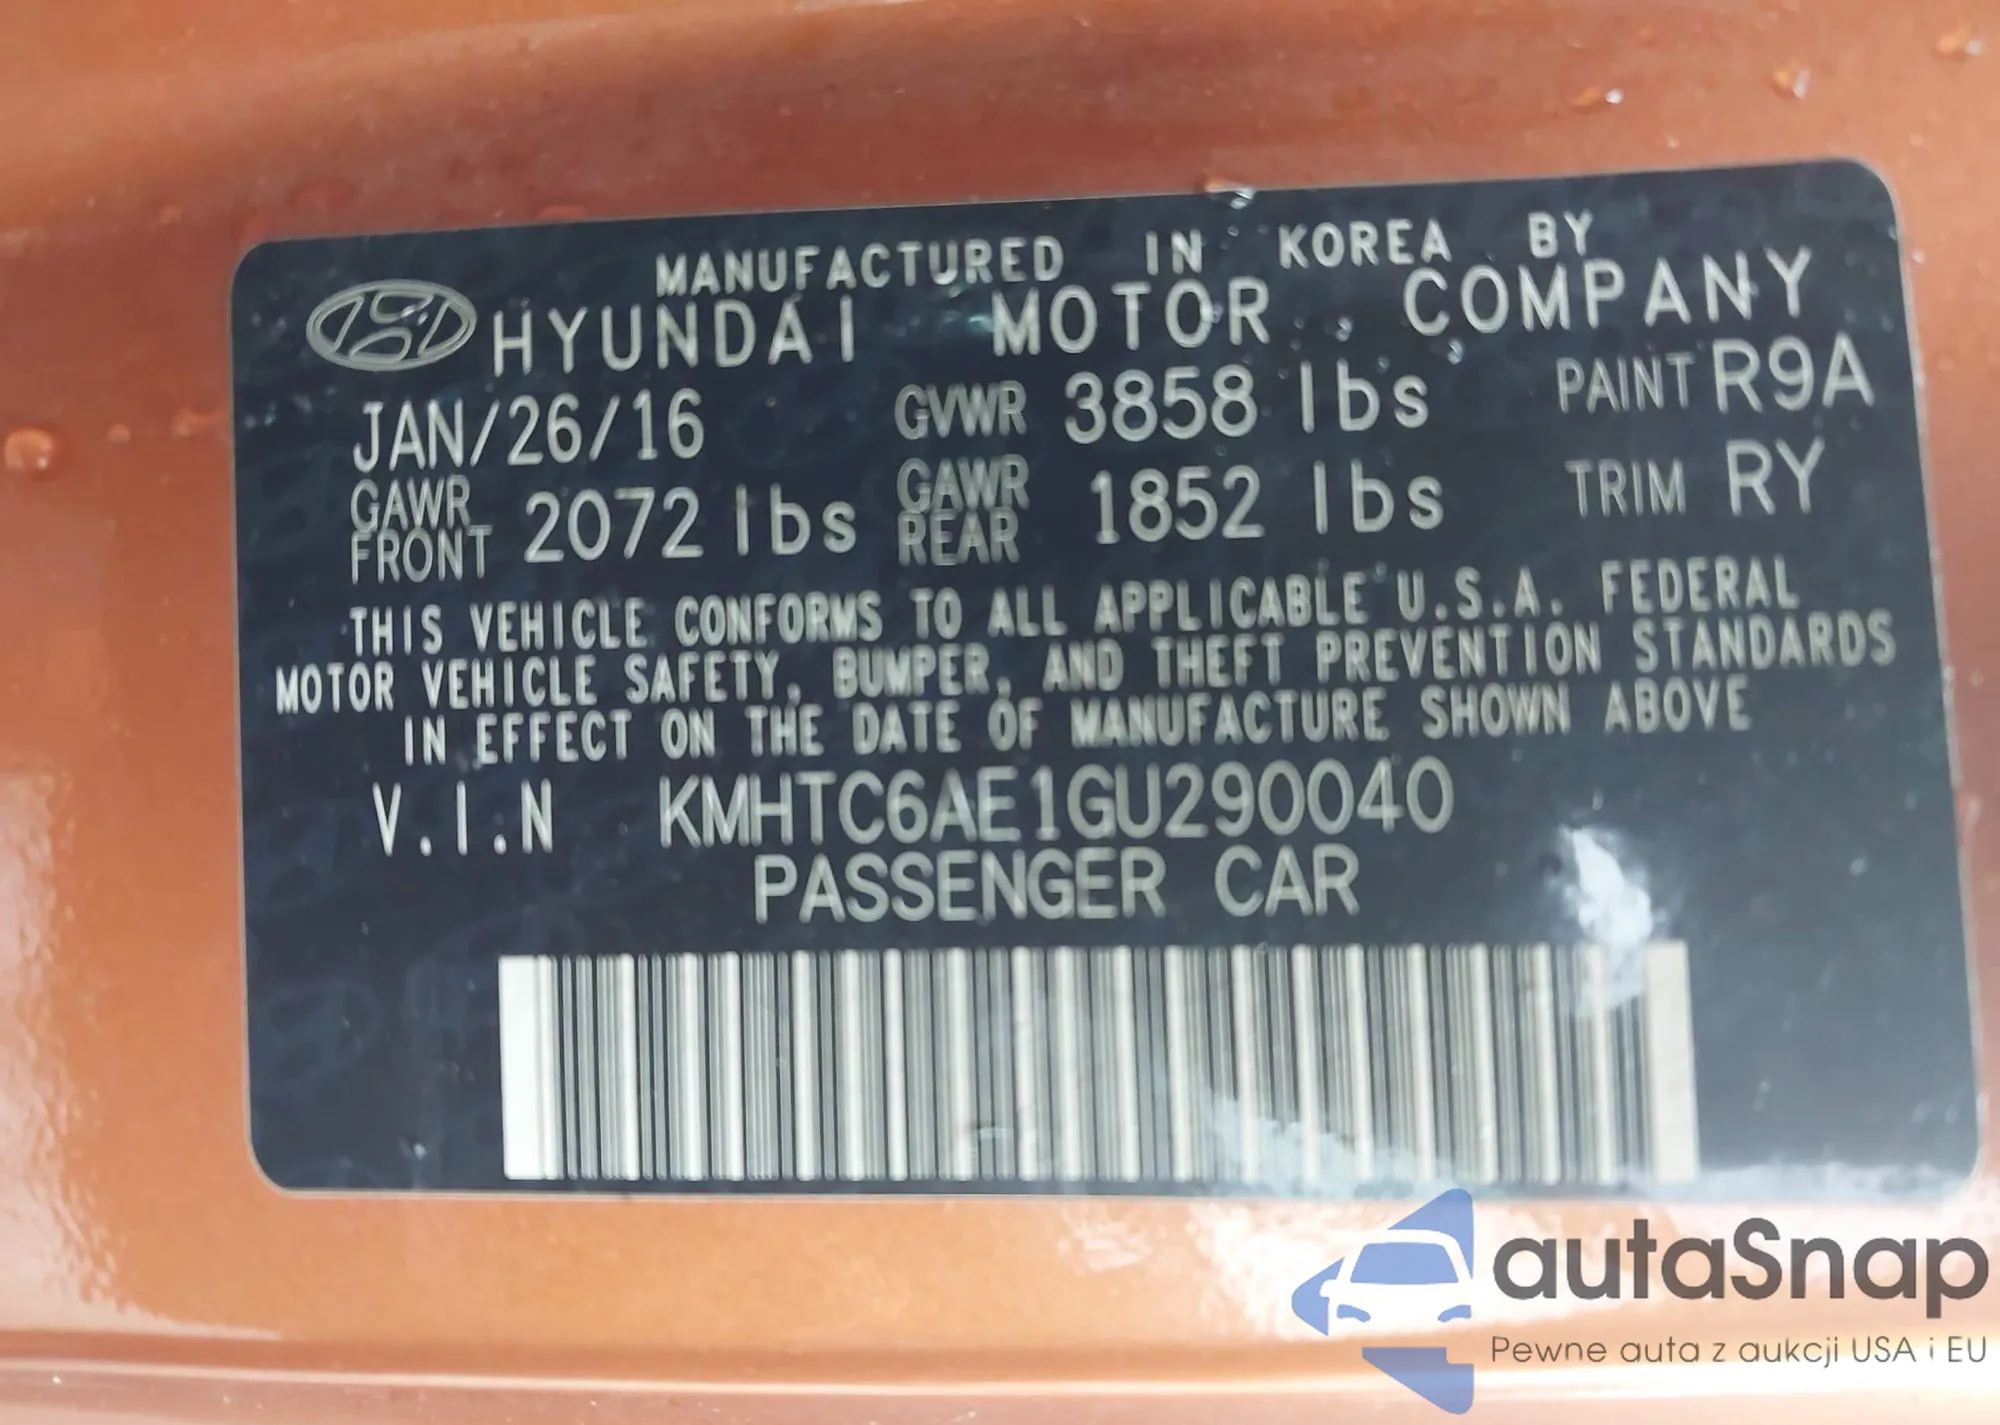 MANUFACTURED IN KOREA BY
HYUNDAI MOTOR COMPANY
JAN/26/16 GVWR 3858 lbs PAINT R9A
GAWR FRONT 2072 lbs GAWR REAR 1852 lbs TRIM RY
THIS VEHICLE CONFORMS TO ALL APPLICABLE U.S.A. FEDERAL
MOTOR VEHICLE SAFETY, BUMPER, AND THEFT PREVENTION STANDARDS
IN EFFECT ON THE DATE OF MANUFACTURE SHOWN ABOVE
V.I.N KMHTC6AE1GU290040
PASSENGER CAR
autaSnap
Pewne auta z aukcji USA i EU